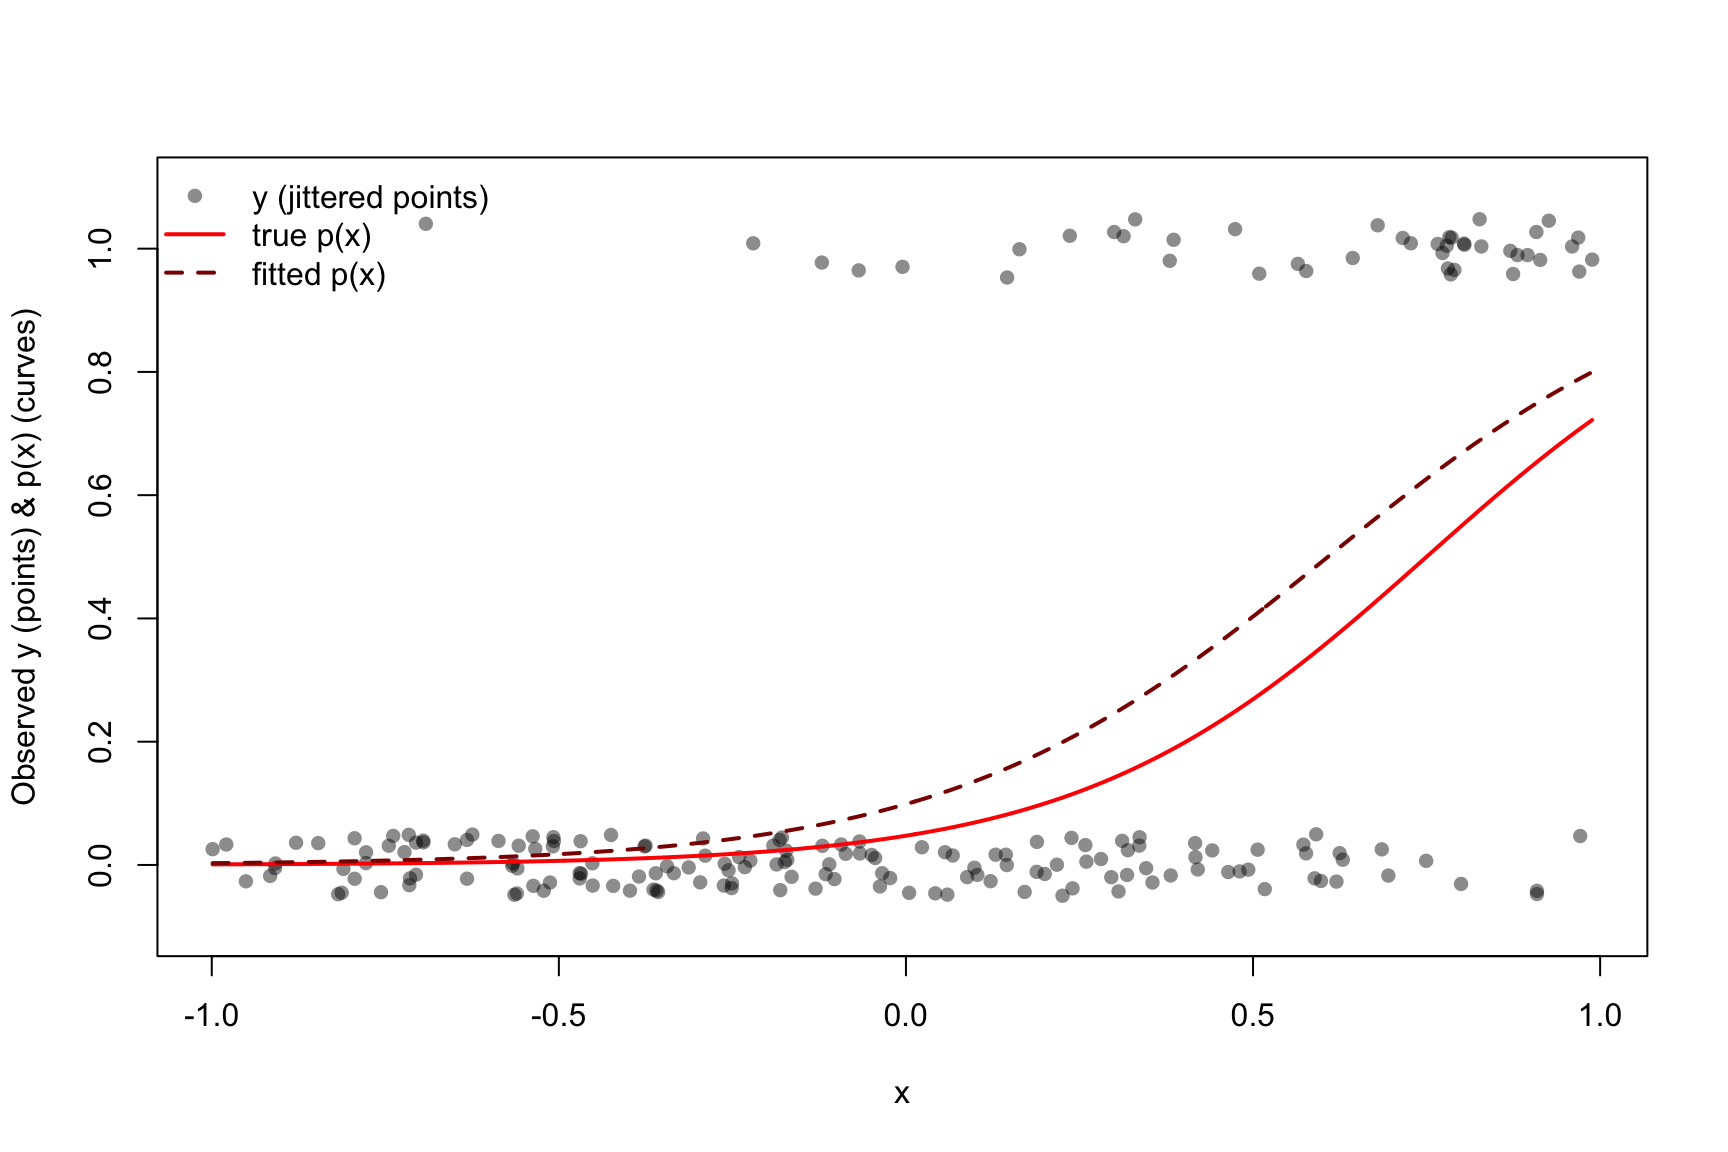 y (jittered points)
true p(x)
fitted p(x)
Observed y (points) & p(x) (curves)
1.0
0.8
0.6
0.4
0.2
0.0
-1.0 -0.5 0.0 0.5 1.0
x